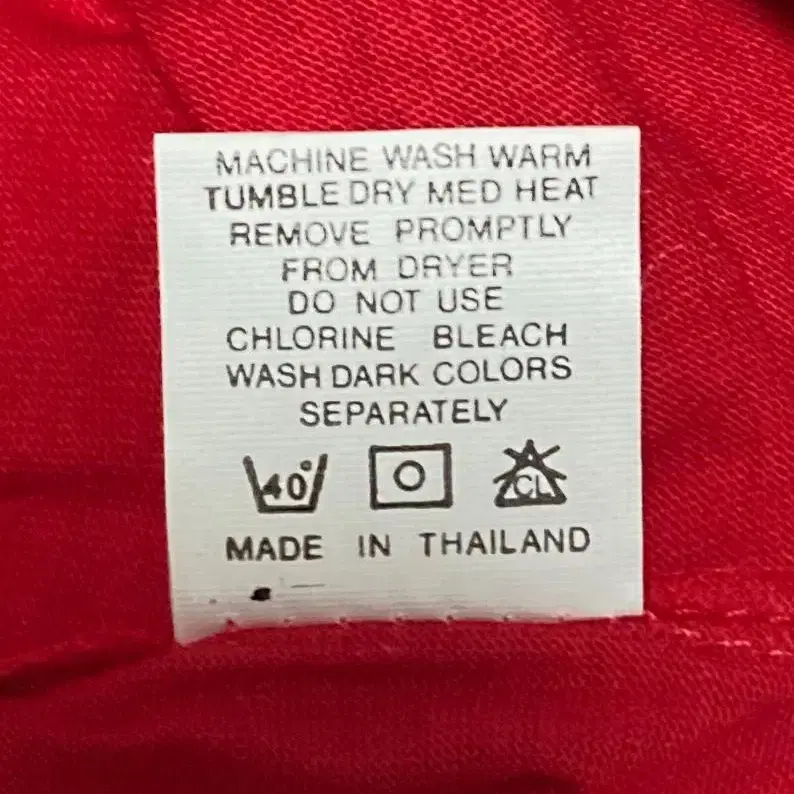 MACHINE WASH WARM
TUMBLE DRY MED HEAT
REMOVE PROMPTLY
FROM DRYER
DO NOT USE
CHLORINE BLEACH
WASH DARK COLORS
SEPARATELY
40° CL
MADE IN THAILAND